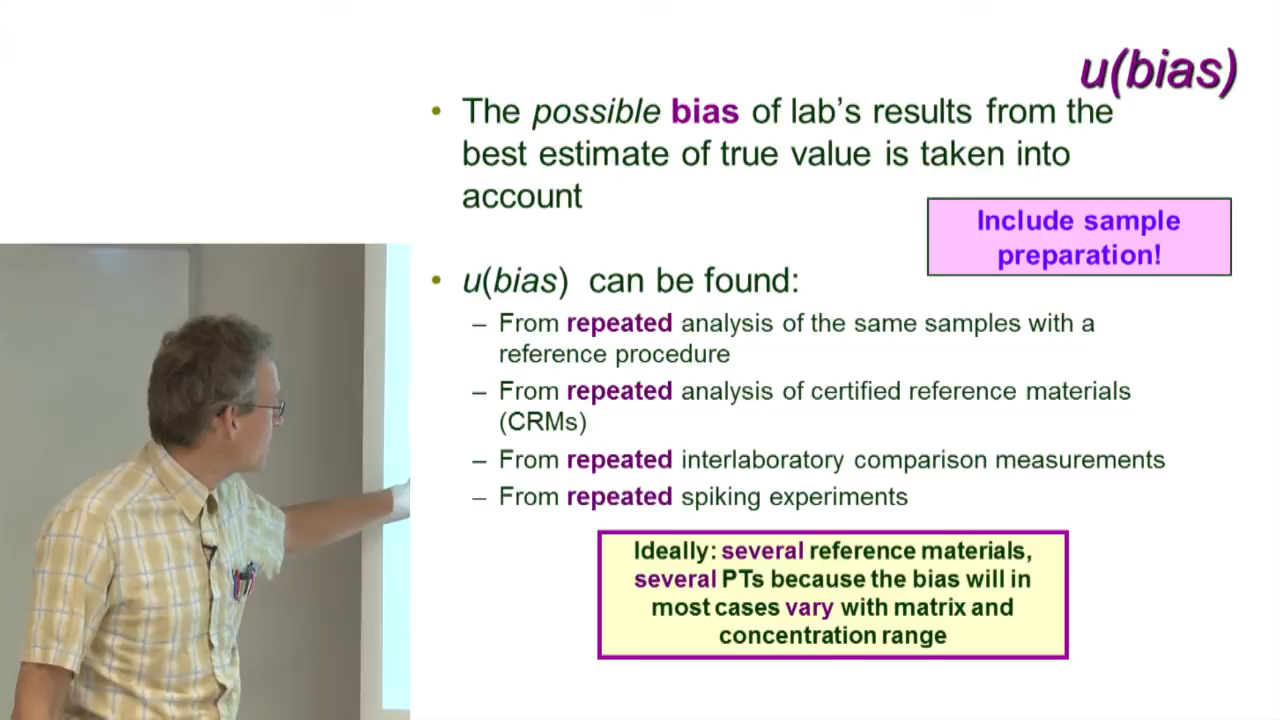 u(bias)
• The possible bias of lab's results from the
best estimate of true value is taken into
account
Include sample
preparation!
• u(bias) can be found:
– From repeated analysis of the same samples with a
reference procedure
– From repeated analysis of certified reference materials
(CRMs)
– From repeated interlaboratory comparison measurements
– From repeated spiking experiments
Ideally: several reference materials,
several PTs because the bias will in
most cases vary with matrix and
concentration range